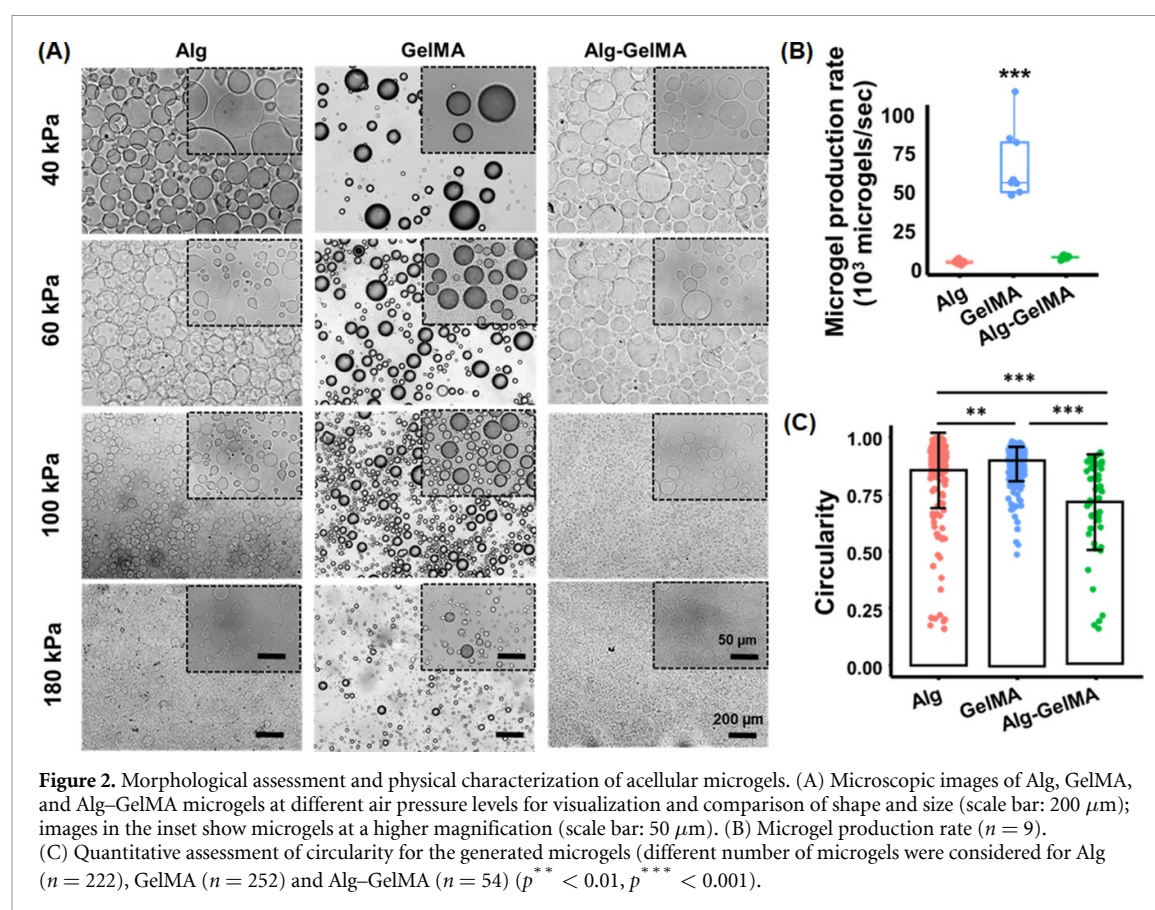 (A)
Alg
GelMA
Alg-GelMA
40 kPa
60 kPa
100 kPa
180 kPa
50 μm
200 μm
(B)
***
Microgel production rate
(10³ microgels/sec)
100
75
50
25
0
Alg
GelMA
Alg-GelMA
(C)
***
**
***
Circularity
1.00
0.75
0.50
0.25
0.00
Alg
GelMA
Alg-GelMA
Figure 2. Morphological assessment and physical characterization of acellular microgels. (A) Microscopic images of Alg, GelMA,
and Alg–GelMA microgels at different air pressure levels for visualization and comparison of shape and size (scale bar: 200 μm);
images in the inset show microgels at a higher magnification (scale bar: 50 μm). (B) Microgel production rate (n = 9).
(C) Quantitative assessment of circularity for the generated microgels (different number of microgels were considered for Alg
(n = 222), GelMA (n = 252) and Alg–GelMA (n = 54) (p** < 0.01, p*** < 0.001).